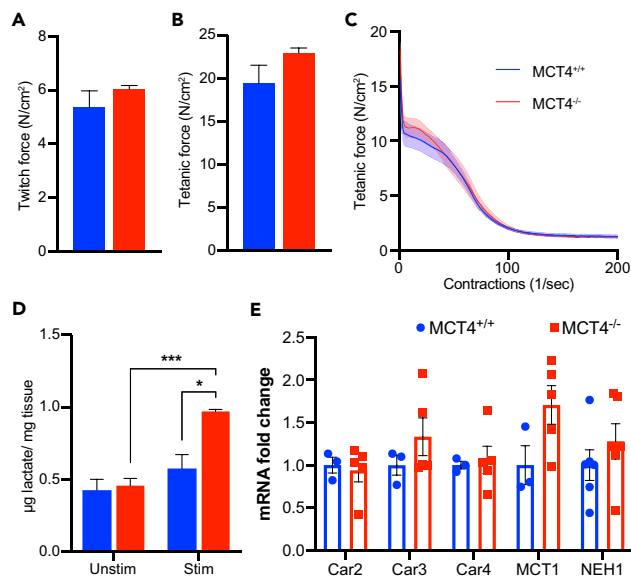 A
Twitch force (N/cm²)
8
6
4
2
0
B
Tetanic force (N/cm²)
25
20
15
10
5
0
C
Tetanic force (N/cm²)
20
15
10
5
0
MCT4+/+
MCT4-/-
0
100
200
Contractions (1/sec)
D
µg lactate/ mg tissue
1.5
1.0
0.5
0.0
***
*
Unstim
Stim
E
MCT4+/+
MCT4-/-
mRNA fold change
2.5
2.0
1.5
1.0
0.5
0.0
Car2
Car3
Car4
MCT1
NEH1